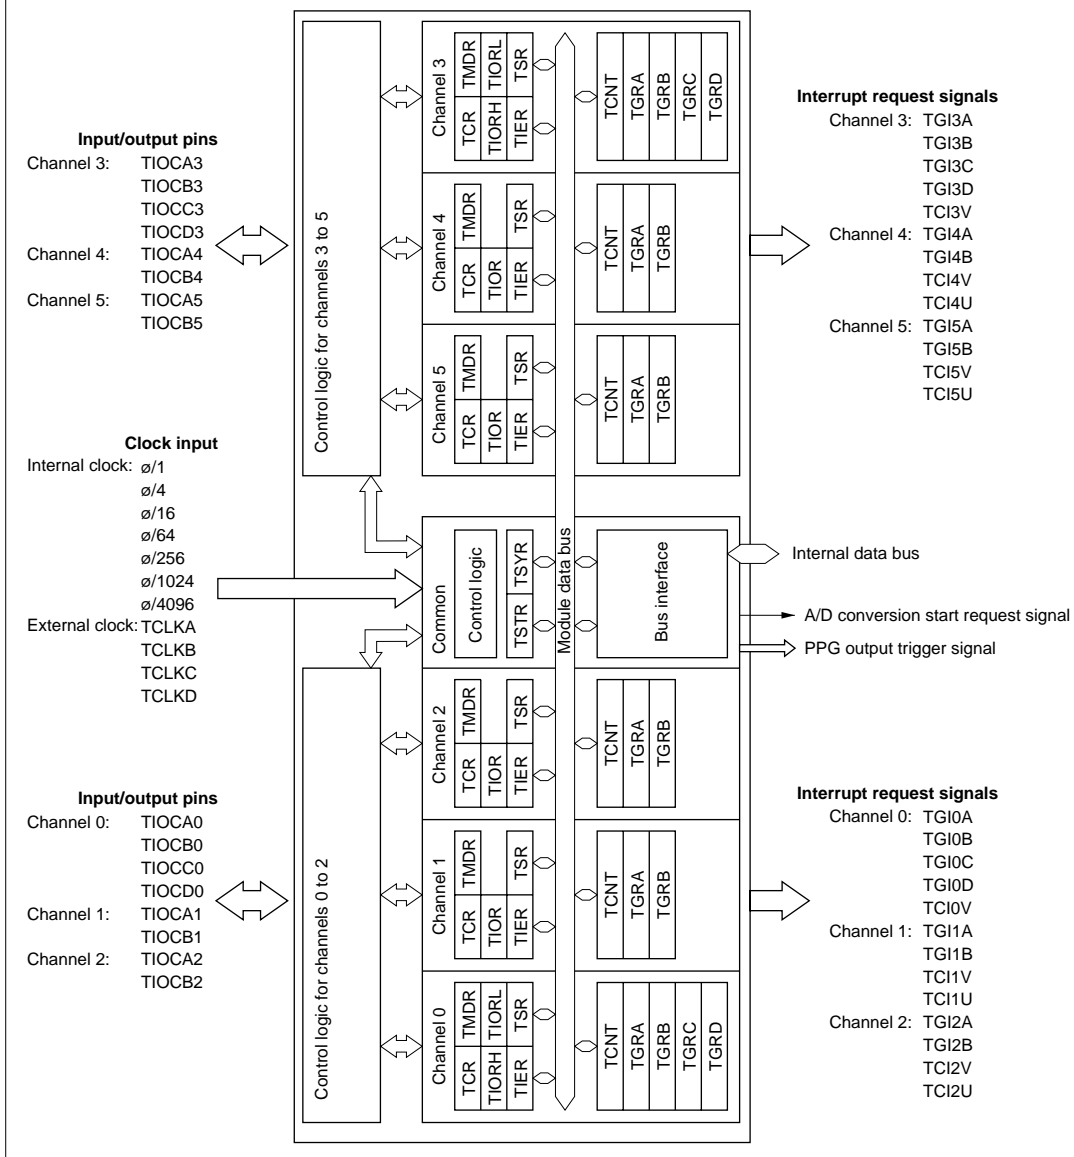 Input/output pins
Channel 3: TIOCA3
TIOCB3
TIOCC3
TIOCD3
Channel 4: TIOCA4
TIOCB4
Channel 5: TIOCA5
TIOCB5
Clock input
Internal clock: ø/1
ø/4
ø/16
ø/64
ø/256
ø/1024
ø/4096
External clock: TCLKA
TCLKB
TCLKC
TCLKD
Input/output pins
Channel 0: TIOCA0
TIOCB0
TIOCC0
TIOCD0
Channel 1: TIOCA1
TIOCB1
Channel 2: TIOCA2
TIOCB2
Control logic for channels 3 to 5
Control logic for channels 0 to 2
Channel 3
TCR TMDR
TIORH TIORL
TIER TSR
TCNT
TGRA
TGRB
TGRC
TGRD
Channel 4
TCR TMDR
TIOR
TIER TSR
TCNT
TGRA
TGRB
Channel 5
TCR TMDR
TIOR
TIER TSR
TCNT
TGRA
TGRB
Common
Control logic
TSTR TSYR
Module data bus
Bus interface
Channel 2
TCR TMDR
TIOR
TIER TSR
TCNT
TGRA
TGRB
Channel 1
TCR TMDR
TIOR
TIER TSR
TCNT
TGRA
TGRB
Channel 0
TCR TMDR
TIORH TIORL
TIER TSR
TCNT
TGRA
TGRB
TGRC
TGRD
Interrupt request signals
Channel 3: TGI3A
TGI3B
TGI3C
TGI3D
TCI3V
Channel 4: TGI4A
TGI4B
TCI4V
TCI4U
Channel 5: TGI5A
TGI5B
TCI5V
TCI5U
Internal data bus
A/D conversion start request signal
PPG output trigger signal
Interrupt request signals
Channel 0: TGI0A
TGI0B
TGI0C
TGI0D
TCI0V
Channel 1: TGI1A
TGI1B
TCI1V
TCI1U
Channel 2: TGI2A
TGI2B
TCI2V
TCI2U